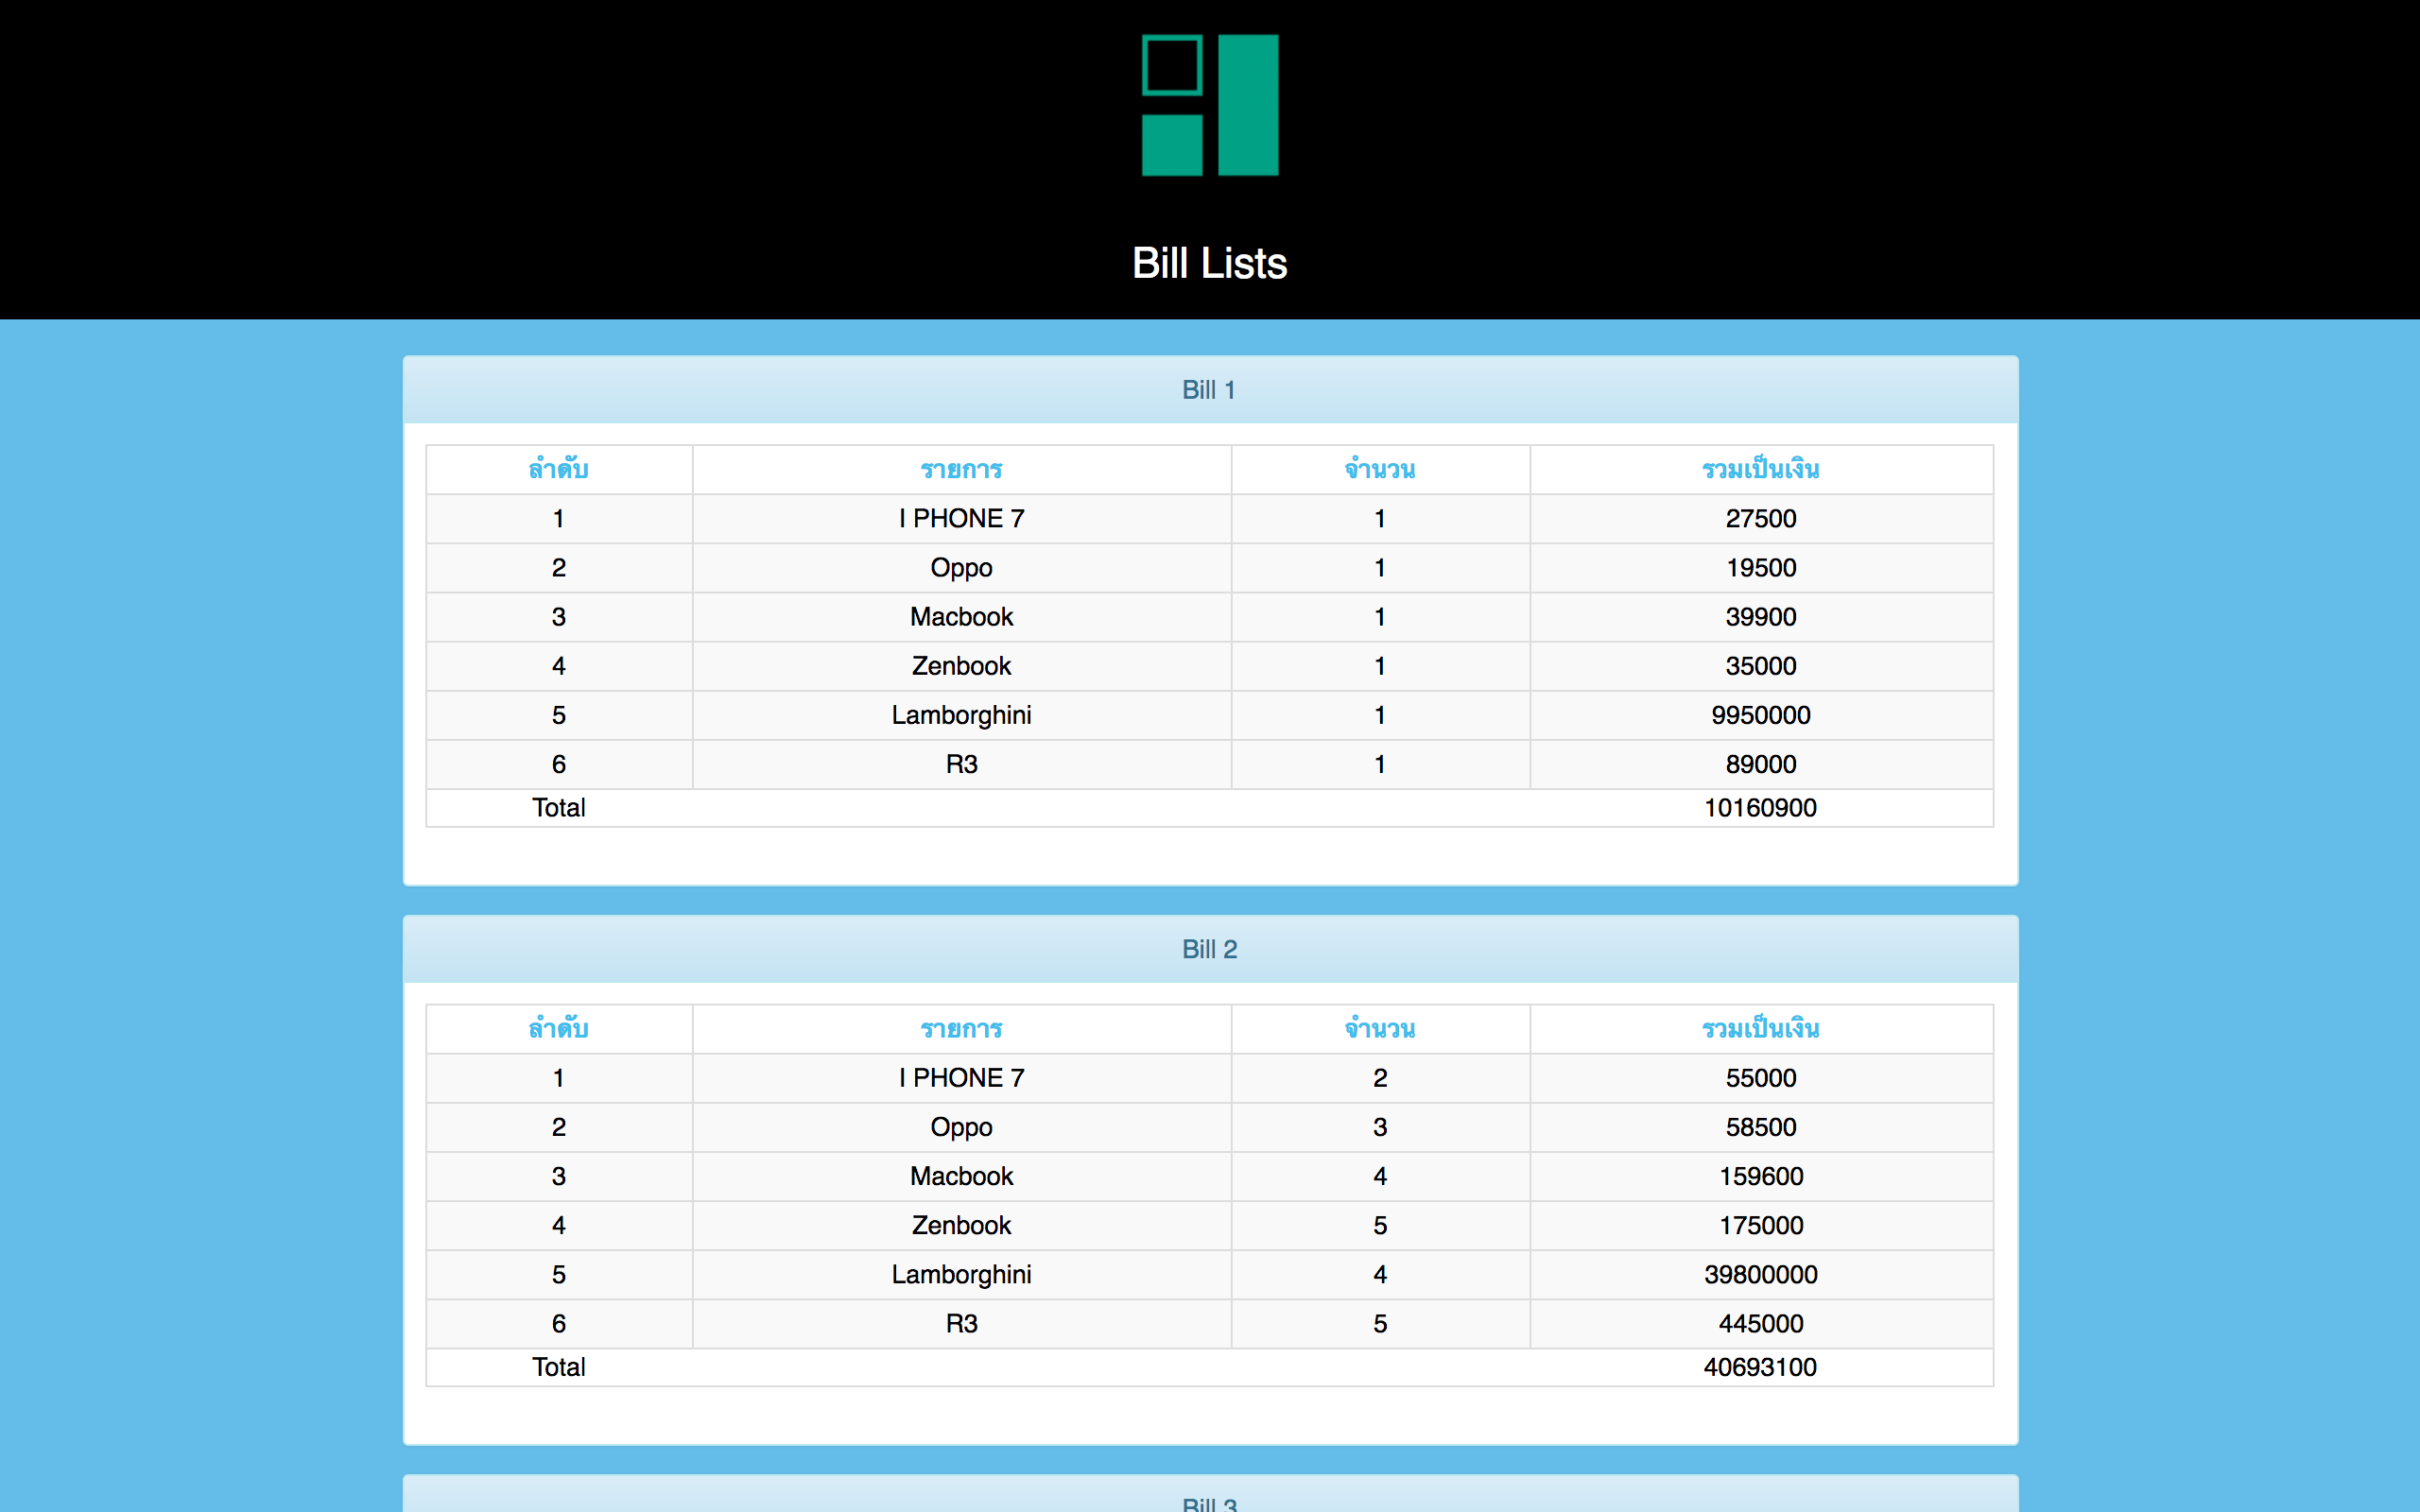 Bill Lists
Bill 1
ลำดับ รายการ จำนวน รวมเป็นเงิน
1 I PHONE 7 1 27500
2 Oppo 1 19500
3 Macbook 1 39900
4 Zenbook 1 35000
5 Lamborghini 1 9950000
6 R3 1 89000
Total 10160900
Bill 2
ลำดับ รายการ จำนวน รวมเป็นเงิน
1 I PHONE 7 2 55000
2 Oppo 3 58500
3 Macbook 4 159600
4 Zenbook 5 175000
5 Lamborghini 4 39800000
6 R3 5 445000
Total 40693100
Bill 3